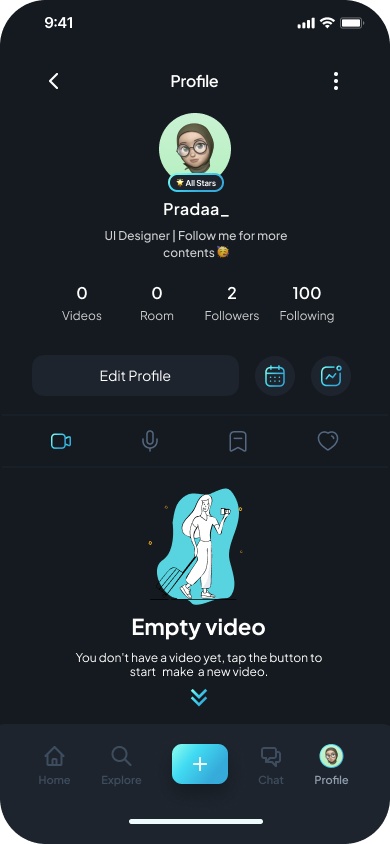 9:41
Profile
All Stars
Pradaa_
UI Designer | Follow me for more
contents 🥳
0 0 2 100
Videos Room Followers Following
Edit Profile
Empty video
You don't have a video yet, tap the button to
start make a new video.
Home Explore Chat Profile